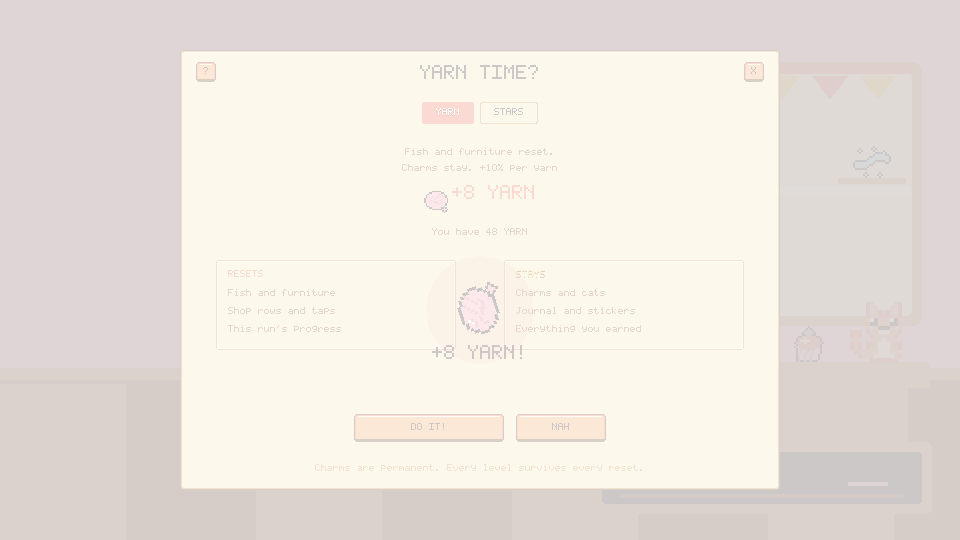 ?
YARN TIME?
X
YARN
STARS
Fish and furniture reset.
Charms stay, +10% per yarn
+8 YARN
You have 48 YARN
RESETS
Fish and furniture
Shop rows and taps
This run's progress
STAYS
Charms and cats
Journal and stickers
Everything you earned
+8 YARN!
DO IT!
NAH
Charms are permanent. Every level survives every reset.